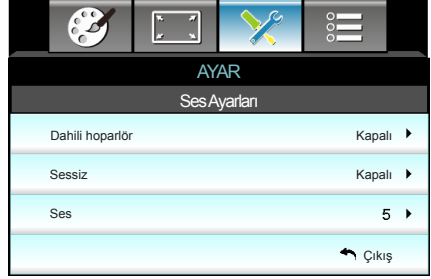 AYAR
Ses Ayarları
Dahili hoparlör Kapalı
Sessiz Kapalı
Ses 5
Çıkış